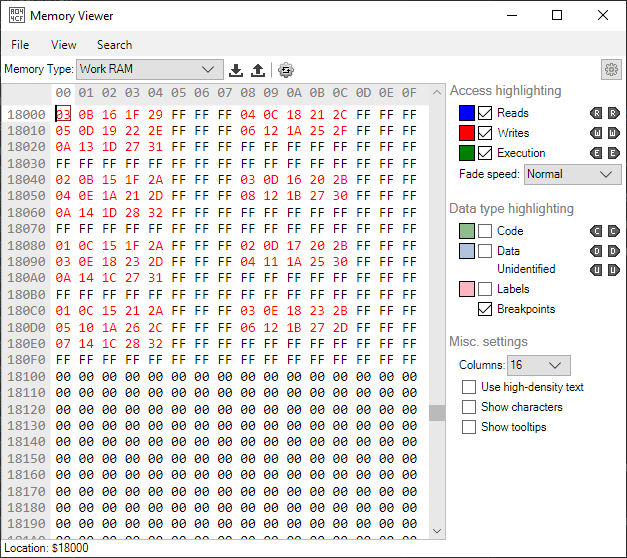 Memory Viewer
File View Search
Memory Type: Work RAM
00 01 02 03 04 05 06 07 08 09 0A 0B 0C 0D 0E 0F
18000 03 0B 16 1F 29 FF FF FF 04 0C 18 21 2C FF FF FF
18010 05 0D 19 22 2E FF FF FF 06 12 1A 25 2F FF FF FF
18020 0A 13 1D 27 31 FF FF FF FF FF FF FF FF FF FF FF
18030 FF FF FF FF FF FF FF FF FF FF FF FF FF FF FF FF
18040 02 0B 15 1F 2A FF FF FF 03 0D 16 20 2B FF FF FF
18050 04 0E 1A 21 2D FF FF FF 08 12 1B 27 30 FF FF FF
18060 0A 14 1D 28 32 FF FF FF FF FF FF FF FF FF FF FF
18070 FF FF FF FF FF FF FF FF FF FF FF FF FF FF FF FF
18080 01 0C 15 1F 2A FF FF FF 02 0D 17 20 2B FF FF FF
18090 03 0E 18 23 2D FF FF FF 04 11 1A 25 30 FF FF FF
180A0 0A 14 1C 27 31 FF FF FF FF FF FF FF FF FF FF FF
180B0 FF FF FF FF FF FF FF FF FF FF FF FF FF FF FF FF
180C0 01 0C 15 21 2A FF FF FF 03 0E 18 23 2B FF FF FF
180D0 05 10 1A 26 2C FF FF FF 06 12 1B 27 2D FF FF FF
180E0 07 14 1C 28 32 FF FF FF FF FF FF FF FF FF FF FF
180F0 FF FF FF FF FF FF FF FF FF FF FF FF FF FF FF FF
18100 00 00 00 00 00 00 00 00 00 00 00 00 00 00 00 00
18110 00 00 00 00 00 00 00 00 00 00 00 00 00 00 00 00
18120 00 00 00 00 00 00 00 00 00 00 00 00 00 00 00 00
18130 00 00 00 00 00 00 00 00 00 00 00 00 00 00 00 00
18140 00 00 00 00 00 00 00 00 00 00 00 00 00 00 00 00
18150 00 00 00 00 00 00 00 00 00 00 00 00 00 00 00 00
18160 00 00 00 00 00 00 00 00 00 00 00 00 00 00 00 00
18170 00 00 00 00 00 00 00 00 00 00 00 00 00 00 00 00
18180 00 00 00 00 00 00 00 00 00 00 00 00 00 00 00 00
18190 00 00 00 00 00 00 00 00 00 00 00 00 00 00 00 00
181A0 00 00 00 00 00 00 00 00 00 00 00 00 00 00 00 00
Access highlighting
Reads R R
Writes W W
Execution E E
Fade speed: Normal
Data type highlighting
Code C C
Data D D
Unidentified U U
Labels
Breakpoints
Misc. settings
Columns: 16
Use high-density text
Show characters
Show tooltips
Location: $18000